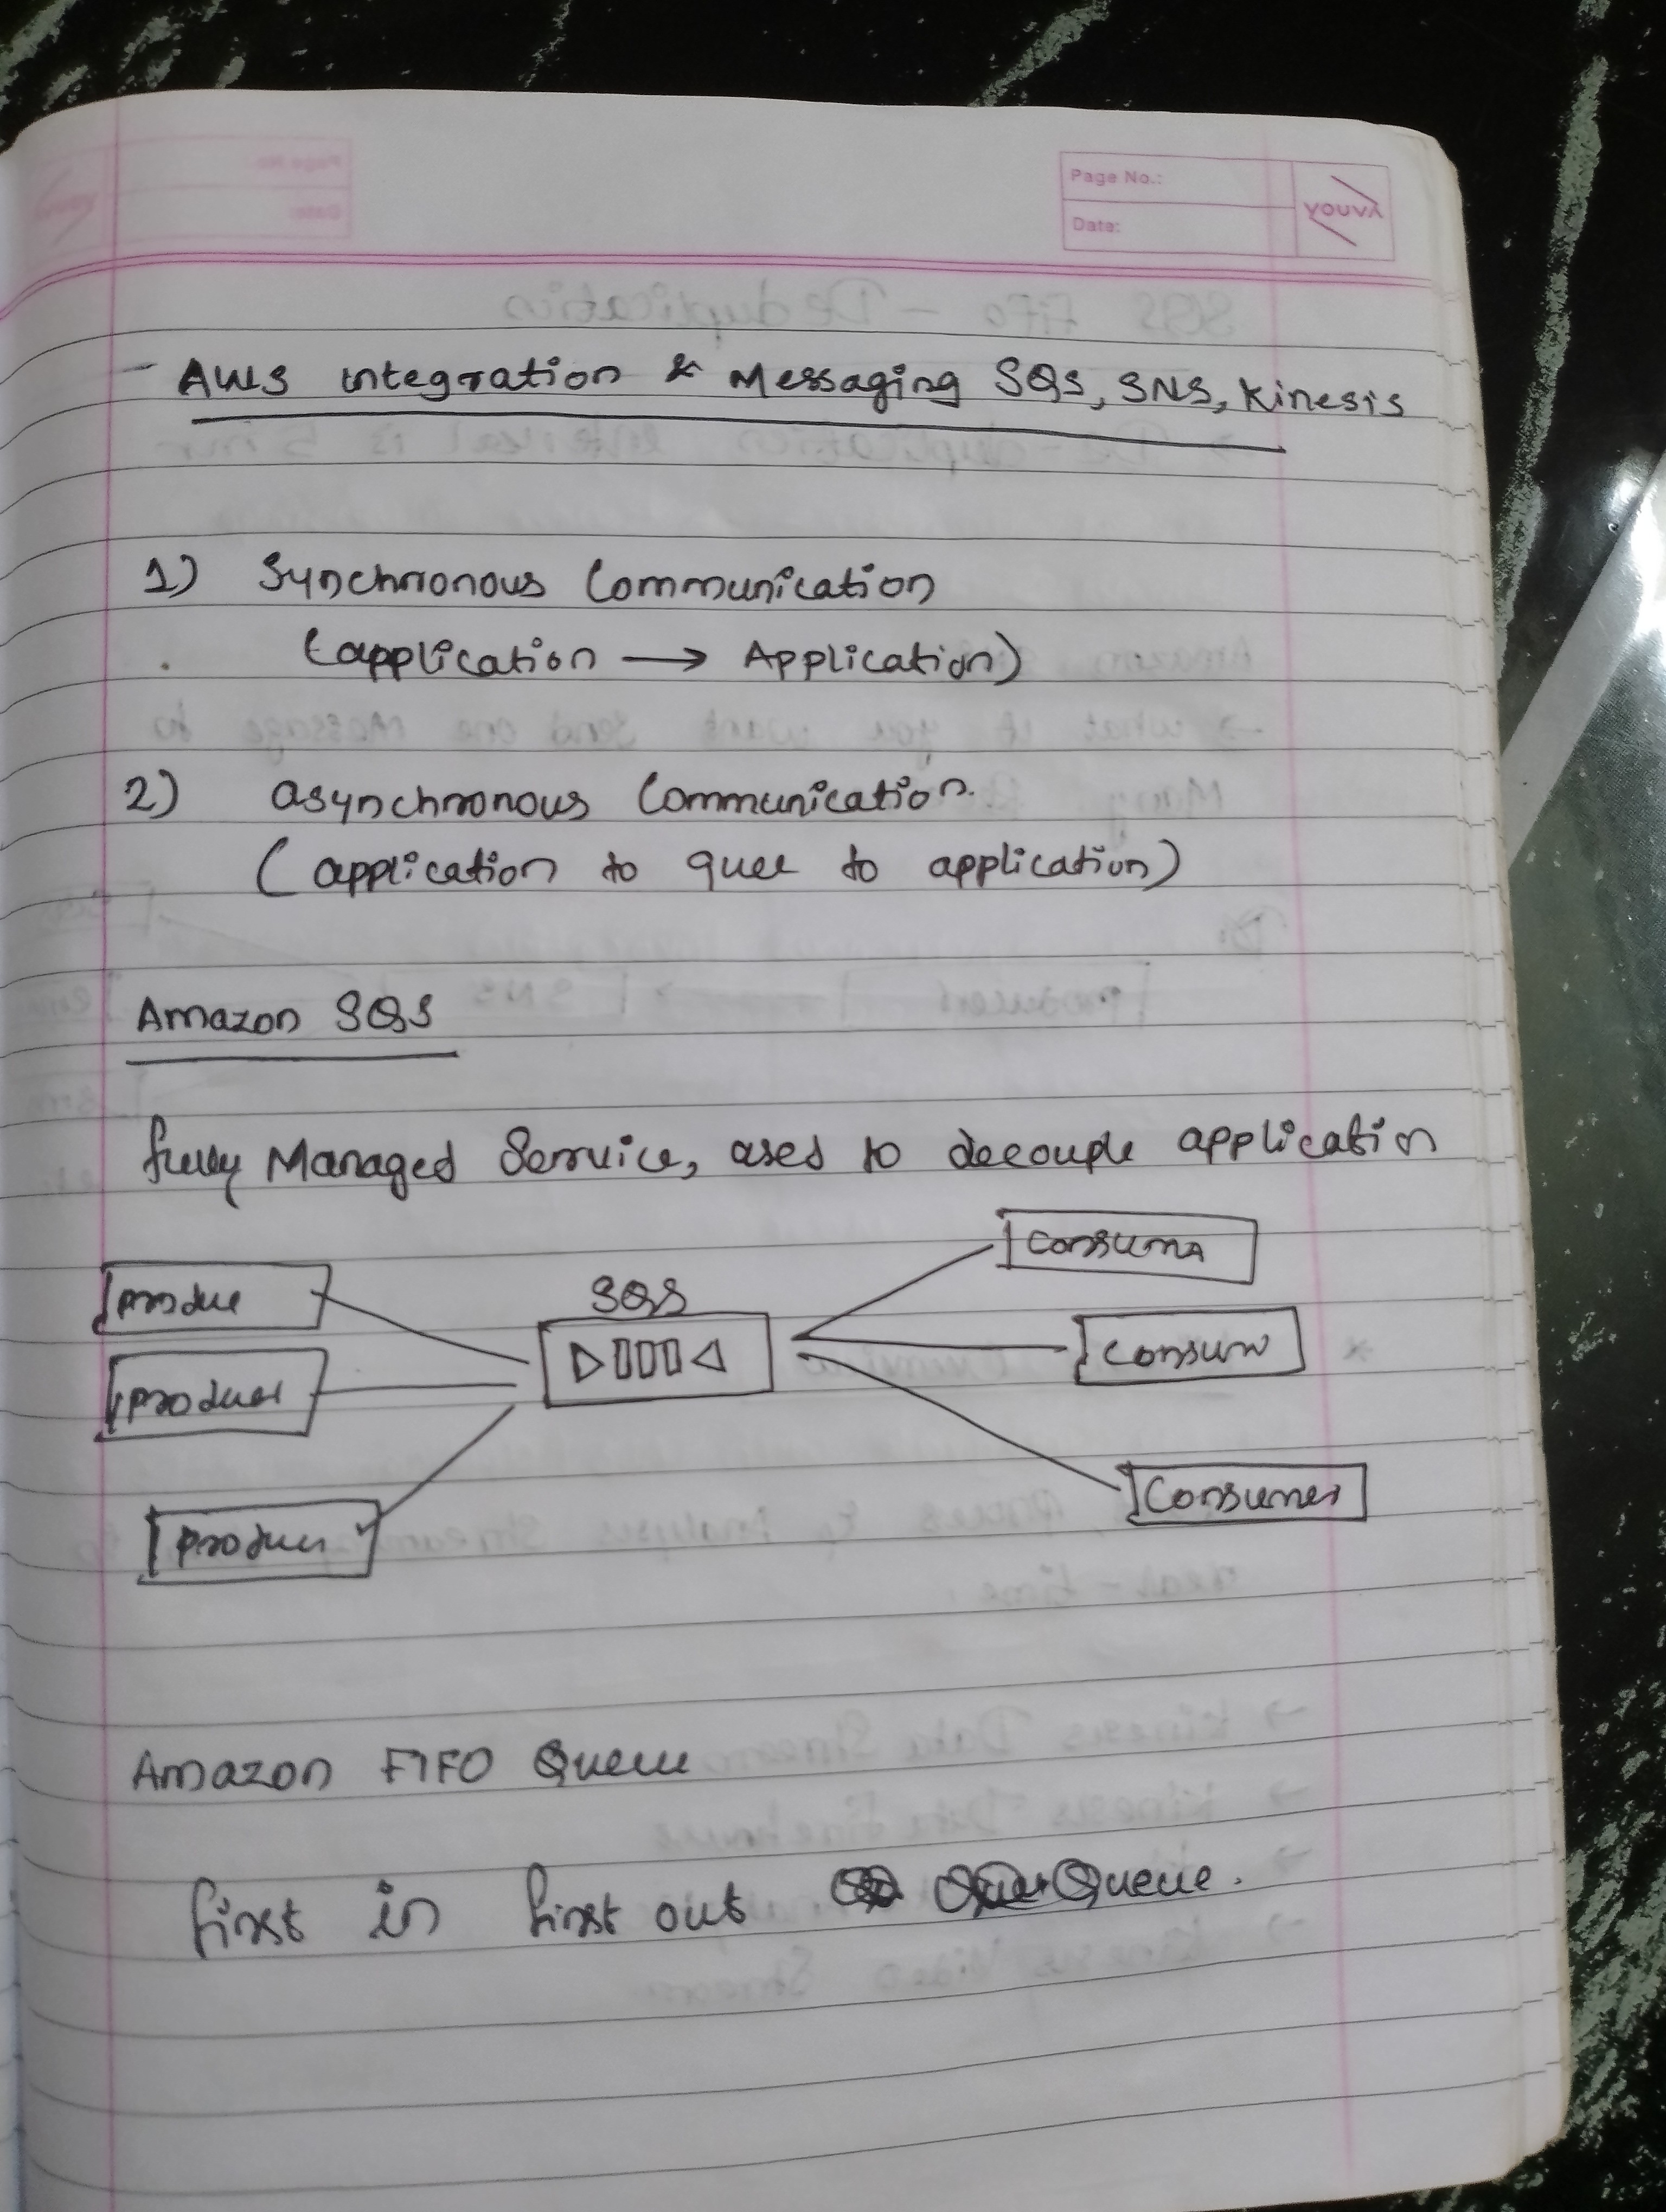 Page No.:
Date:
youva
- AWS integration & Messaging SQS, SNS, Kinesis
1) Synchronous Communication
(application → Application)
2) asynchronous Communication.
(application to quee to application)
Amazon SQS
fully Managed Service, used to decouple application
Consumer
SQS
produce
Consum
producer
Consumer
producer
Amazon FIFO Queue
first in first out Queue.